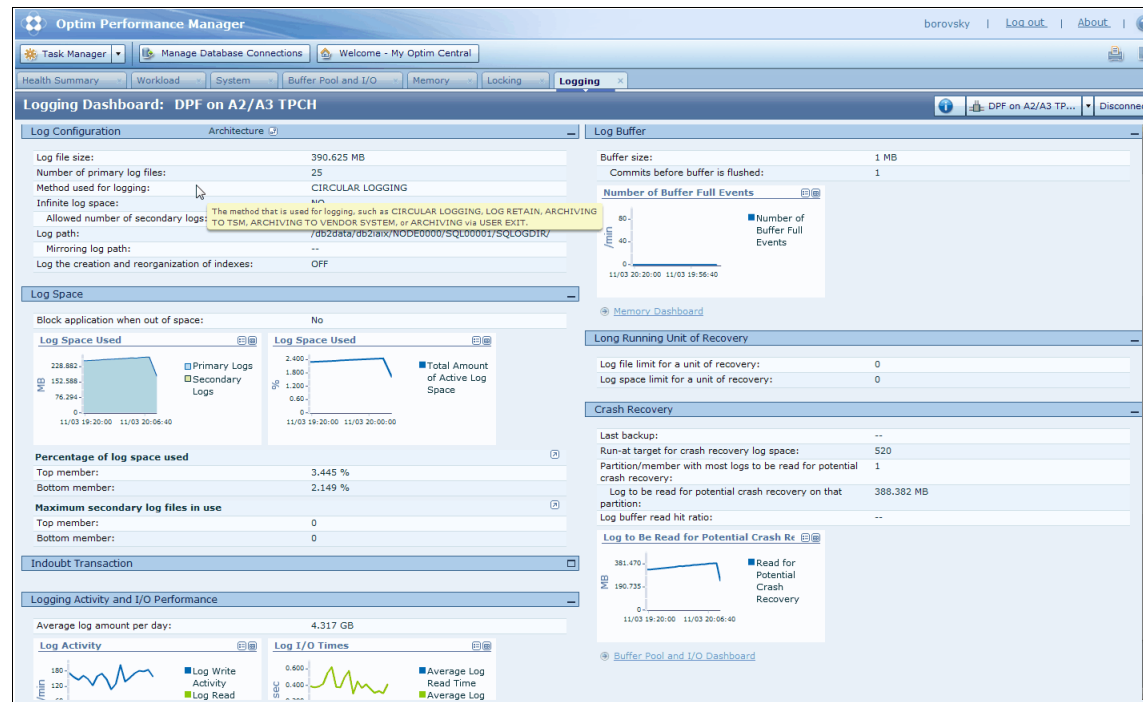 Optim Performance Manager
borovsky | Log out | About |
Task Manager
Manage Database Connections
Welcome - My Optim Central
Health Summary
Workload
System
Buffer Pool and I/O
Memory
Locking
Logging
Logging Dashboard: DPF on A2/A3 TPCH
DPF on A2/A3 TP...
Log Configuration
Architecture
Log file size: 390.625 MB
Number of primary log files: 25
Method used for logging: CIRCULAR LOGGING
Infinite log space: NO
Allowed number of secondary logs:
The method that is used for logging, such as CIRCULAR LOGGING, LOG RETAIN, ARCHIVING
TO TSM, ARCHIVING TO VENDOR SYSTEM, or ARCHIVING via USER EXIT.
Log path: /db2data/db2iaix/NODE0000/SQL00001/SQLOGDIR/
Mirroring log path: --
Log the creation and reorganization of indexes: OFF
Log Space
Block application when out of space: No
Log Space Used
228.882
152.588
76.294
0
MB
11/03 19:20:00 11/03 20:06:40
Primary Logs
Secondary
Logs
Log Space Used
2.400
1.800
1.200
0.60
0
%
11/03 19:20:00 11/03 20:00:00
Total Amount
of Active Log
Space
Percentage of log space used
Top member: 3.445 %
Bottom member: 2.149 %
Maximum secondary log files in use
Top member: 0
Bottom member: 0
Indoubt Transaction
Logging Activity and I/O Performance
Average log amount per day: 4.317 GB
Log Activity
180
120
/min
Log Write
Activity
Log Read
Log I/O Times
0.600
0.400
sec
Average Log
Read Time
Average Log
Log Buffer
Buffer size: 1 MB
Commits before buffer is flushed: 1
Number of Buffer Full Events
80
40
0
/min
11/03 20:20:00 11/03 19:56:40
Number of
Buffer Full
Events
Memory Dashboard
Long Running Unit of Recovery
Log file limit for a unit of recovery: 0
Log space limit for a unit of recovery: 0
Crash Recovery
Last backup: --
Run-at target for crash recovery log space: 520
Partition/member with most logs to be read for potential 1
crash recovery:
Log to be read for potential crash recovery on that 388.382 MB
partition:
Log buffer read hit ratio: --
Log to Be Read for Potential Crash Re
381.470
190.735
0
MB
11/03 19:20:00 11/03 20:06:40
Read for
Potential
Crash
Recovery
Buffer Pool and I/O Dashboard